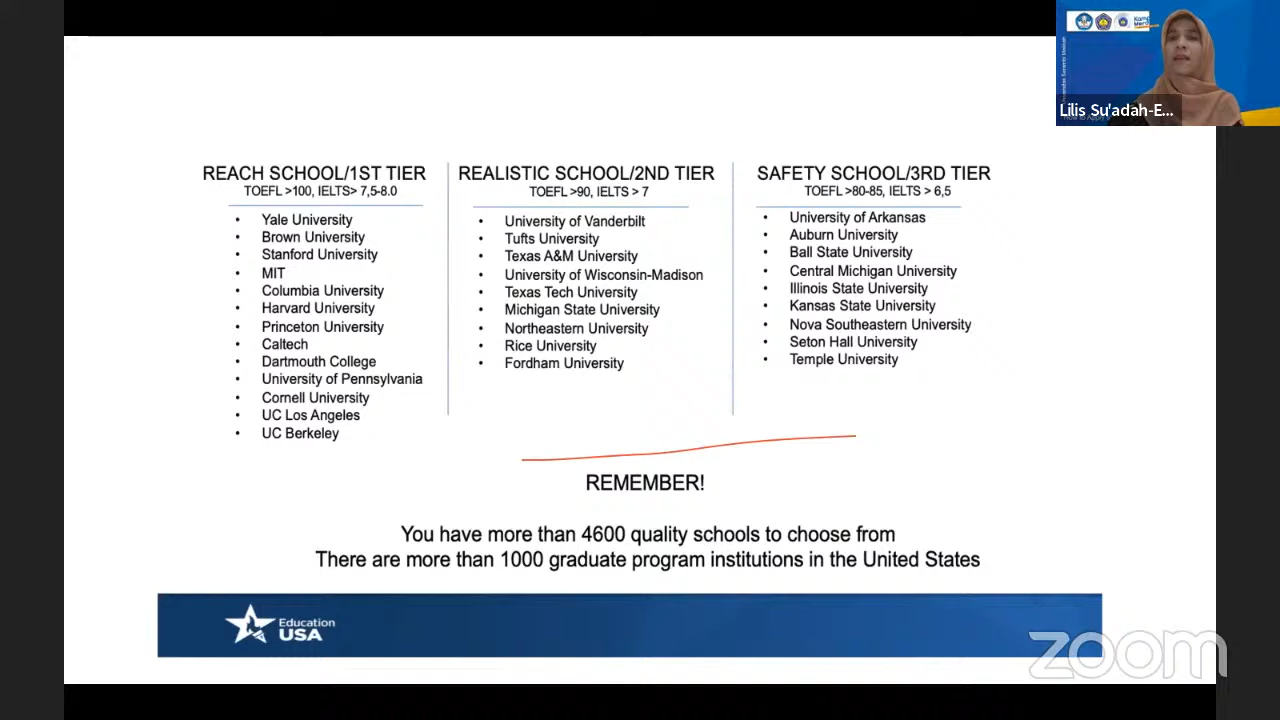 Kamp
Merd
Lilis Su'adah-E...
REACH SCHOOL/1ST TIER
TOEFL >100, IELTS> 7,5-8.0
• Yale University
• Brown University
• Stanford University
• MIT
• Columbia University
• Harvard University
• Princeton University
• Caltech
• Dartmouth College
• University of Pennsylvania
• Cornell University
• UC Los Angeles
• UC Berkeley
REALISTIC SCHOOL/2ND TIER
TOEFL >90, IELTS > 7
• University of Vanderbilt
• Tufts University
• Texas A&M University
• University of Wisconsin-Madison
• Texas Tech University
• Michigan State University
• Northeastern University
• Rice University
• Fordham University
SAFETY SCHOOL/3RD TIER
TOEFL >80-85, IELTS > 6,5
• University of Arkansas
• Auburn University
• Ball State University
• Central Michigan University
• Illinois State University
• Kansas State University
• Nova Southeastern University
• Seton Hall University
• Temple University
REMEMBER!
You have more than 4600 quality schools to choose from
There are more than 1000 graduate program institutions in the United States
Education
USA
zoom